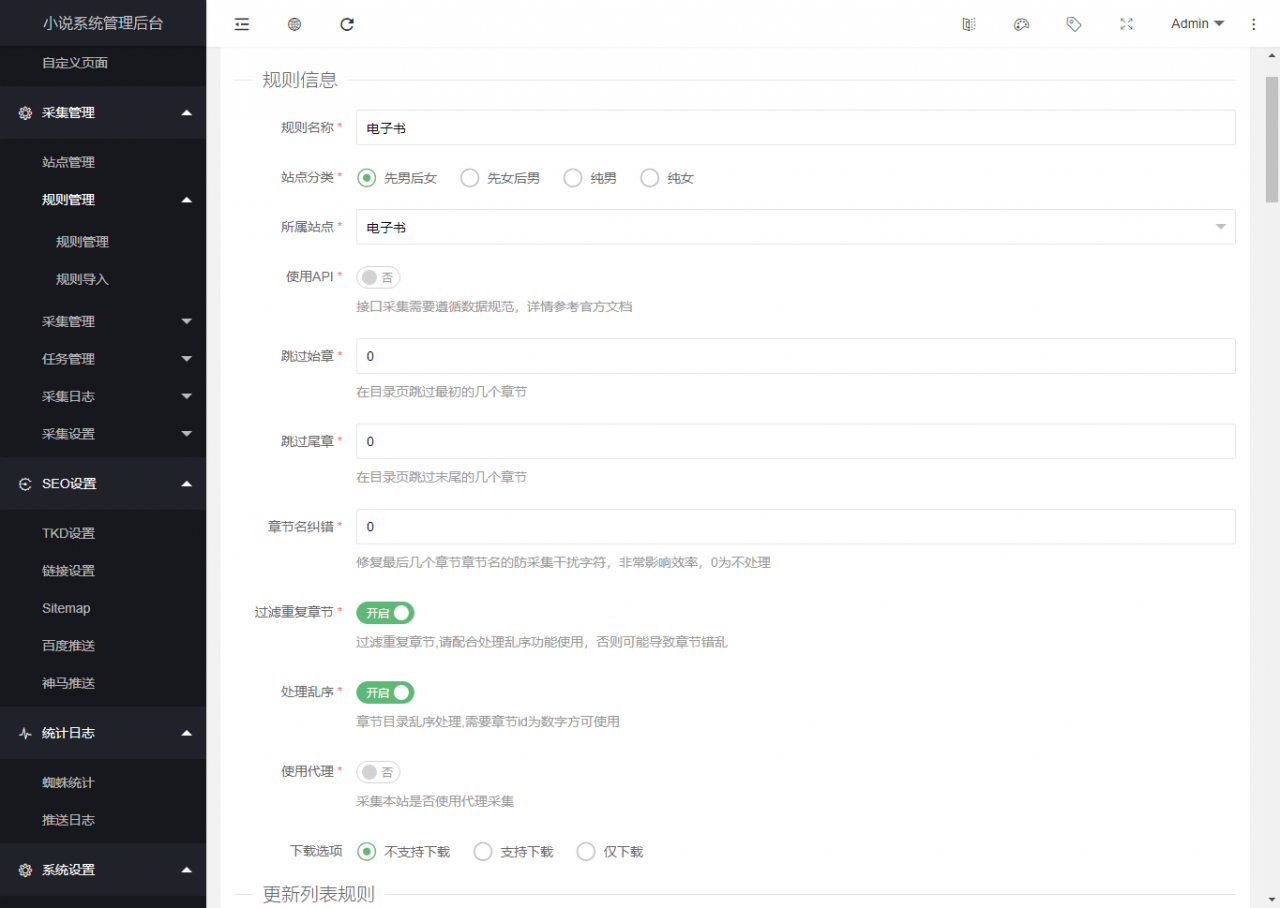 小说系统管理后台
自定义页面
采集管理
站点管理
规则管理
规则管理
规则导入
采集管理
任务管理
采集日志
采集设置
SEO设置
TKD设置
链接设置
Sitemap
百度推送
神马推送
统计日志
蜘蛛统计
推送日志
系统设置
Admin
规则信息
规则名称* 电子书
站点分类* 先男后女 先女后男 纯男 纯女
所属站点* 电子书
使用API* 否
接口采集需要遵循数据规范，详情参考官方文档
跳过始章* 0
在目录页跳过最初的几个章节
跳过尾章* 0
在目录页跳过末尾的几个章节
章节名纠错* 0
修复最后几个章节章节名的防采集干扰字符，非常影响效率，0为不处理
过滤重复章节* 开启
过滤重复章节,请配合处理乱序功能使用，否则可能导致章节错乱
处理乱序* 开启
章节目录乱序处理,需要章节id为数字方可使用
使用代理* 否
采集本站是否使用代理采集
下载选项 不支持下载 支持下载 仅下载
更新列表规则